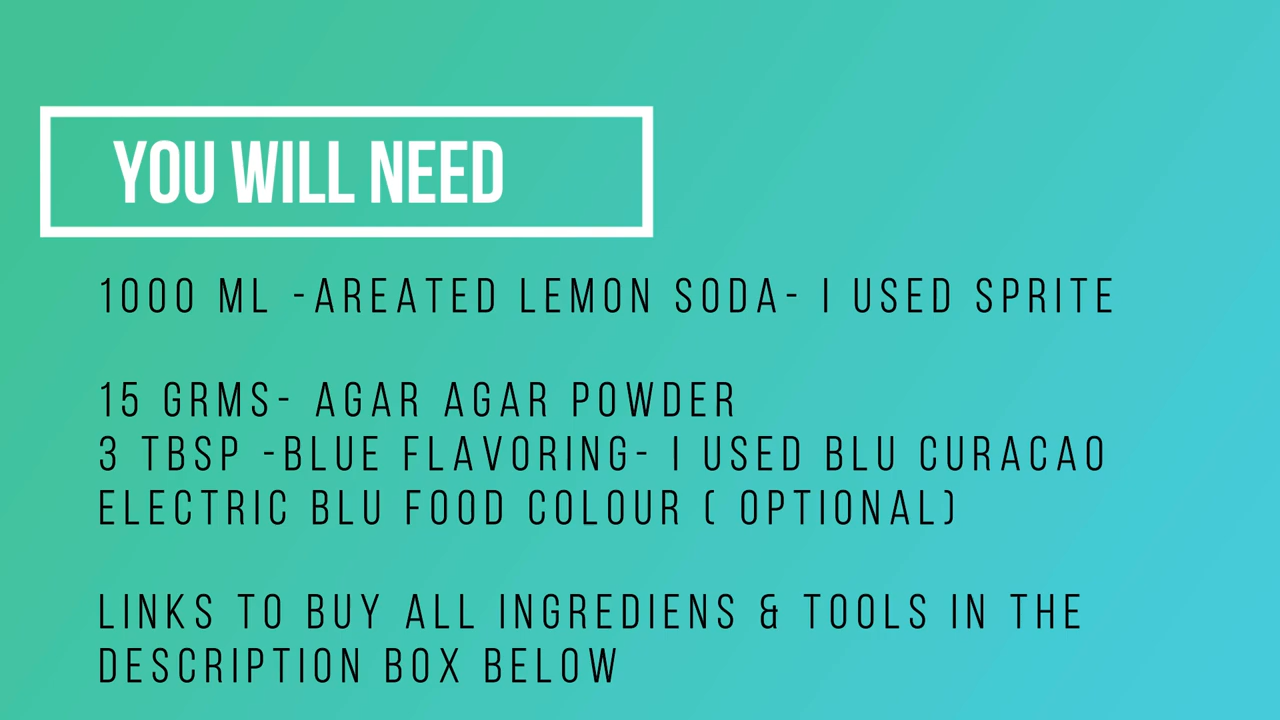 YOU WILL NEED
1000 ML -AREATED LEMON SODA- I USED SPRITE
15 GRMS- AGAR AGAR POWDER
3 TBSP -BLUE FLAVORING- I USED BLU CURACAO
ELECTRIC BLU FOOD COLOUR ( OPTIONAL)
LINKS TO BUY ALL INGREDIENS & TOOLS IN THE
DESCRIPTION BOX BELOW